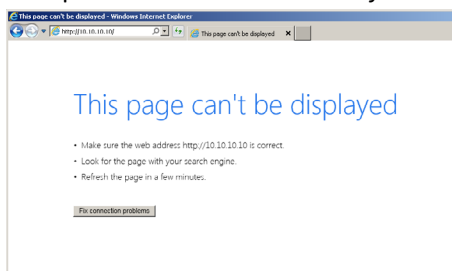 This page can't be displayed - Windows Internet Explorer
http://10.10.10.10/
This page can't be displayed
This page can't be displayed
• Make sure the web address http://10.10.10.10 is correct.
• Look for the page with your search engine.
• Refresh the page in a few minutes.
Fix connection problems